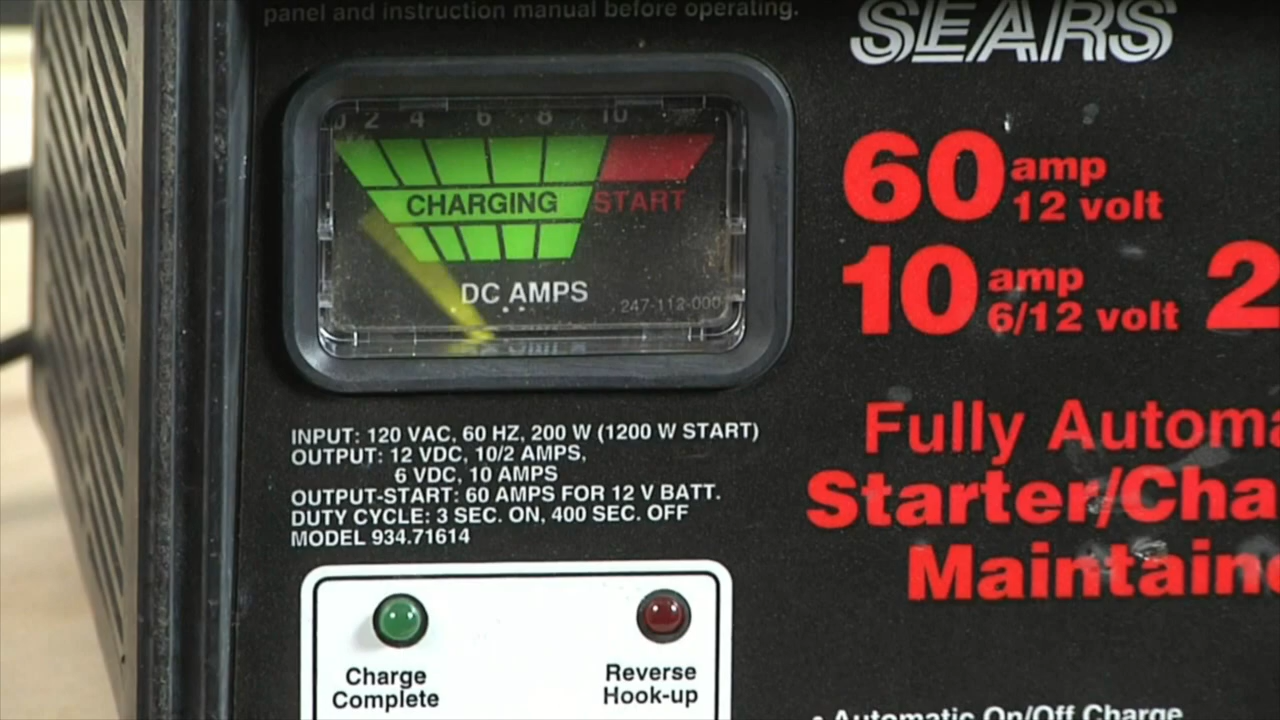 panel and instruction manual before operating.
SEARS
0 2 4 6 8 10
CHARGING
START
DC AMPS
247-112-000
60 amp
12 volt
10 amp 2
6/12 volt
INPUT: 120 VAC, 60 HZ, 200 W (1200 W START)
OUTPUT: 12 VDC, 10/2 AMPS,
6 VDC, 10 AMPS
OUTPUT-START: 60 AMPS FOR 12 V BATT.
DUTY CYCLE: 3 SEC. ON, 400 SEC. OFF
MODEL 934.71614
Fully Automa
Starter/Cha
Maintaine
Charge
Complete
Reverse
Hook-up
• Automatic On/Off Charge